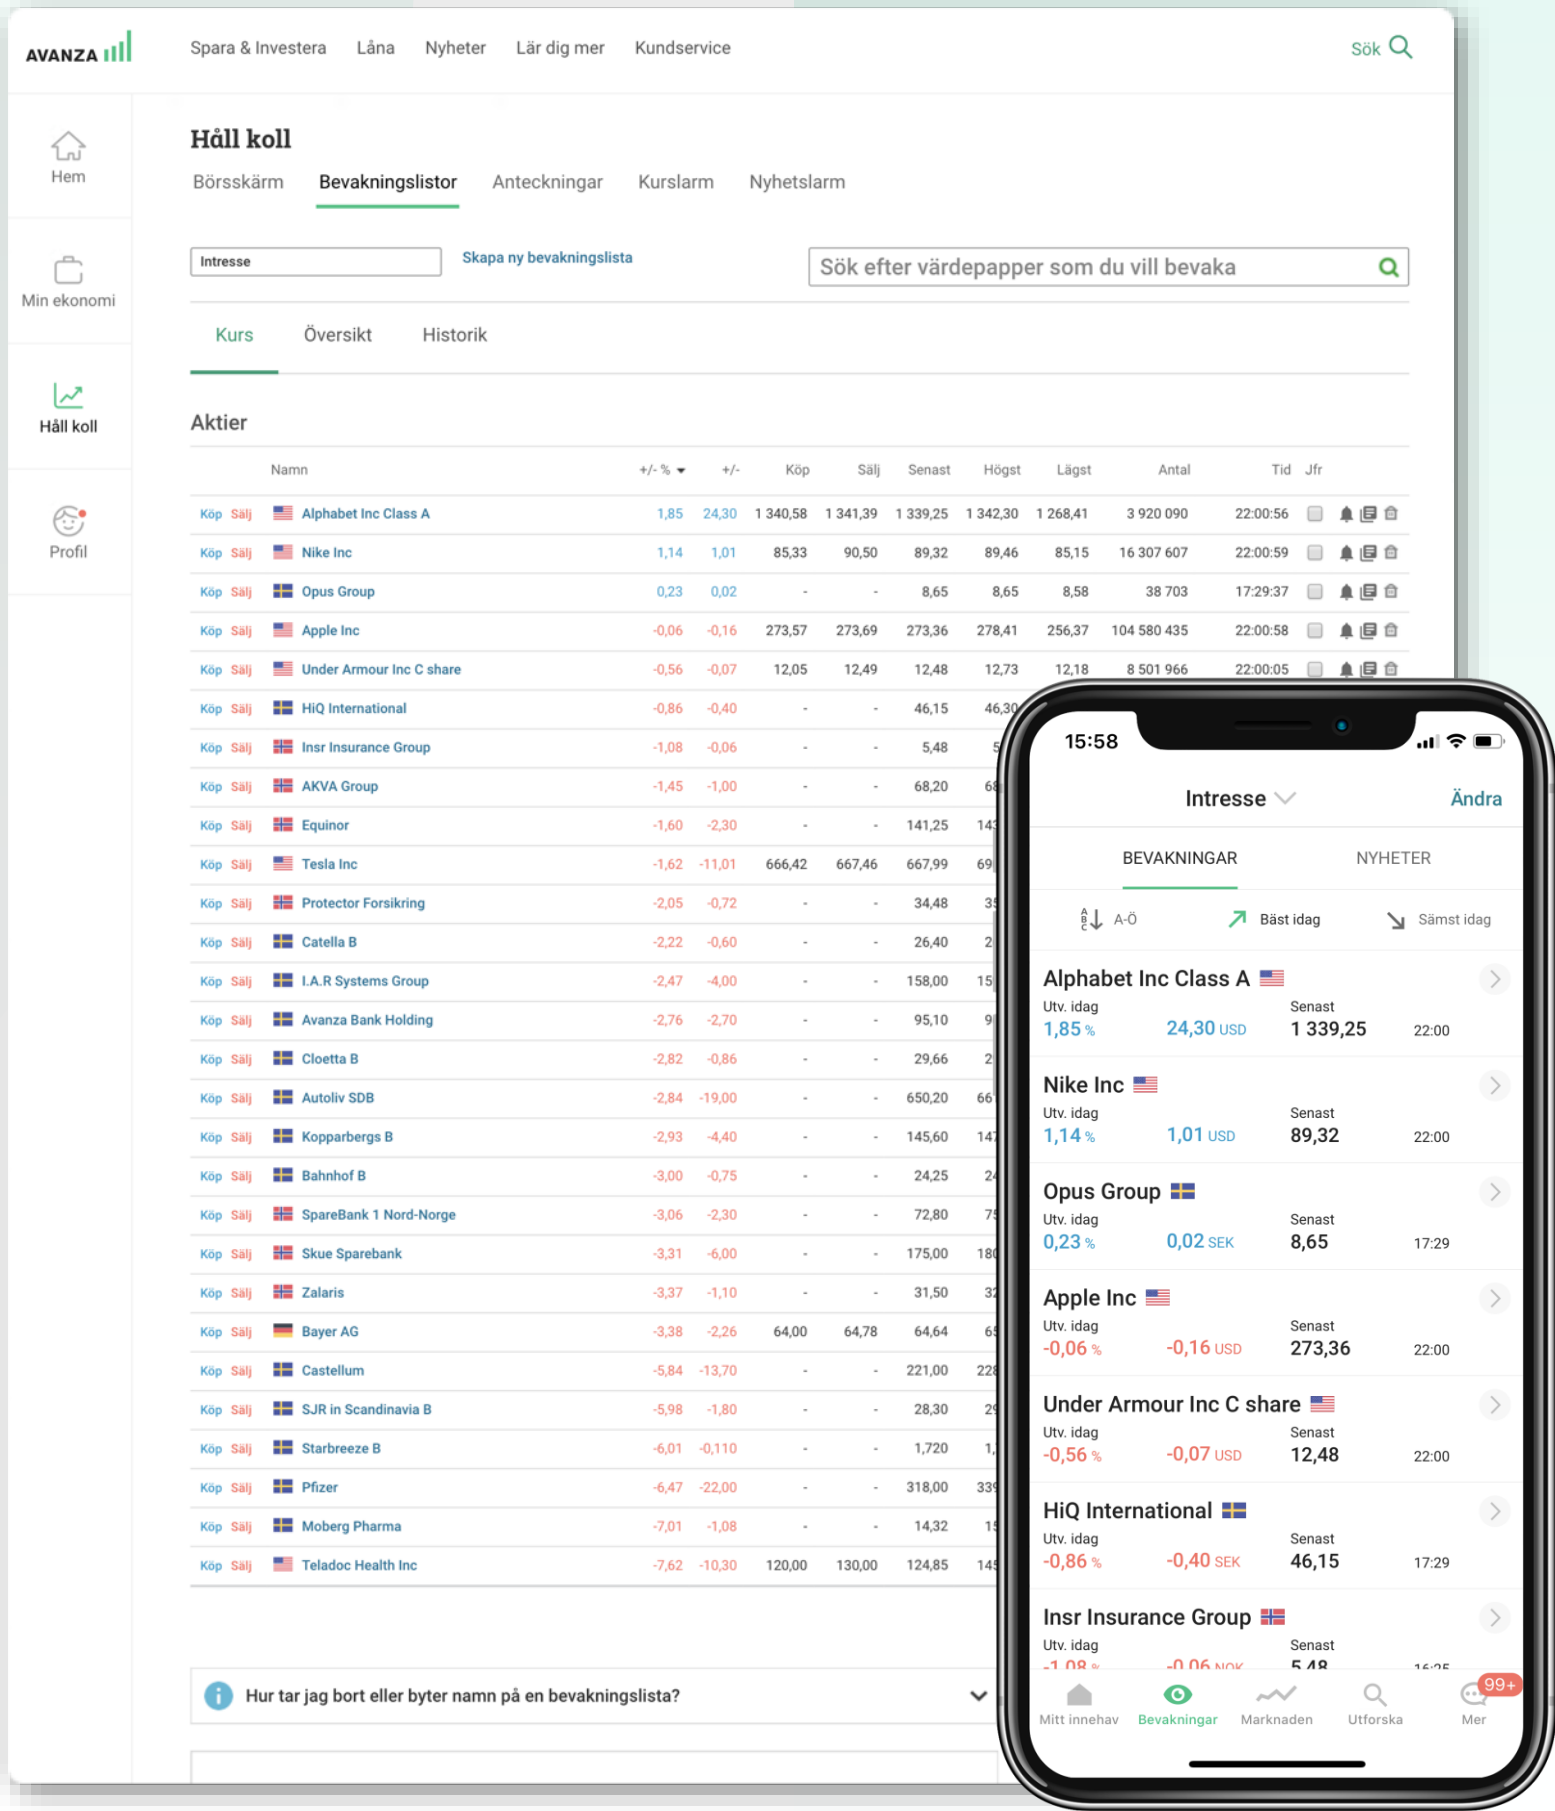 AVANZA
Spara & Investera Låna Nyheter Lär dig mer Kundservice Sök
Hem
Min ekonomi
Håll koll
Profil
Håll koll
Börsskärm Bevakningslistor Anteckningar Kurslarm Nyhetslarm
Intresse Skapa ny bevakningslista Sök efter värdepapper som du vill bevaka
Kurs Översikt Historik
Aktier
Namn +/- % +/- Köp Sälj Senast Högst Lägst Antal Tid Jfr
Köp Sälj Alphabet Inc Class A 1,85 24,30 1 340,58 1 341,39 1 339,25 1 342,30 1 268,41 3 920 090 22:00:56
Köp Sälj Nike Inc 1,14 1,01 85,33 90,50 89,32 89,46 85,15 16 307 607 22:00:59
Köp Sälj Opus Group 0,23 0,02 - - 8,65 8,65 8,58 38 703 17:29:37
Köp Sälj Apple Inc -0,06 -0,16 273,57 273,69 273,36 278,41 256,37 104 580 435 22:00:58
Köp Sälj Under Armour Inc C share -0,56 -0,07 12,05 12,49 12,48 12,73 12,18 8 501 966 22:00:05
Köp Sälj HiQ International -0,86 -0,40 - - 46,15 46,30
Köp Sälj Insr Insurance Group -1,08 -0,06 - - 5,48
Köp Sälj AKVA Group -1,45 -1,00 - - 68,20
Köp Sälj Equinor -1,60 -2,30 - - 141,25
Köp Sälj Tesla Inc -1,62 -11,01 666,42 667,46 667,99
Köp Sälj Protector Forsikring -2,05 -0,72 - - 34,48
Köp Sälj Catella B -2,22 -0,60 - - 26,40
Köp Sälj I.A.R Systems Group -2,47 -4,00 - - 158,00
Köp Sälj Avanza Bank Holding -2,76 -2,70 - - 95,10
Köp Sälj Cloetta B -2,82 -0,86 - - 29,66
Köp Sälj Autoliv SDB -2,84 -19,00 - - 650,20
Köp Sälj Kopparbergs B -2,93 -4,40 - - 145,60
Köp Sälj Bahnhof B -3,00 -0,75 - - 24,25
Köp Sälj SpareBank 1 Nord-Norge -3,06 -2,30 - - 72,80
Köp Sälj Skue Sparebank -3,31 -6,00 - - 175,00
Köp Sälj Zalaris -3,37 -1,10 - - 31,50
Köp Sälj Bayer AG -3,38 -2,26 64,00 64,78 64,64
Köp Sälj Castellum -5,84 -13,70 - - 221,00
Köp Sälj SJR in Scandinavia B -5,98 -1,80 - - 28,30
Köp Sälj Starbreeze B -6,01 -0,110 - - 1,720
Köp Sälj Pfizer -6,47 -22,00 - - 318,00
Köp Sälj Moberg Pharma -7,01 -1,08 - - 14,32
Köp Sälj Teladoc Health Inc -7,62 -10,30 120,00 130,00 124,85
Hur tar jag bort eller byter namn på en bevakningslista?
15:58
Intresse Ändra
BEVAKNINGAR NYHETER
ABC A-Ö Bäst idag Sämst idag
Alphabet Inc Class A
Utv. idag Senast
1,85 % 24,30 USD 1 339,25 22:00
Nike Inc
Utv. idag Senast
1,14 % 1,01 USD 89,32 22:00
Opus Group
Utv. idag Senast
0,23 % 0,02 SEK 8,65 17:29
Apple Inc
Utv. idag Senast
-0,06 % -0,16 USD 273,36 22:00
Under Armour Inc C share
Utv. idag Senast
-0,56 % -0,07 USD 12,48 22:00
HiQ International
Utv. idag Senast
-0,86 % -0,40 SEK 46,15 17:29
Insr Insurance Group
Utv. idag Senast
-1,08 % -0,06 NOK 5,48 16:25
99+
Mitt innehav Bevakningar Marknaden Utforska Mer